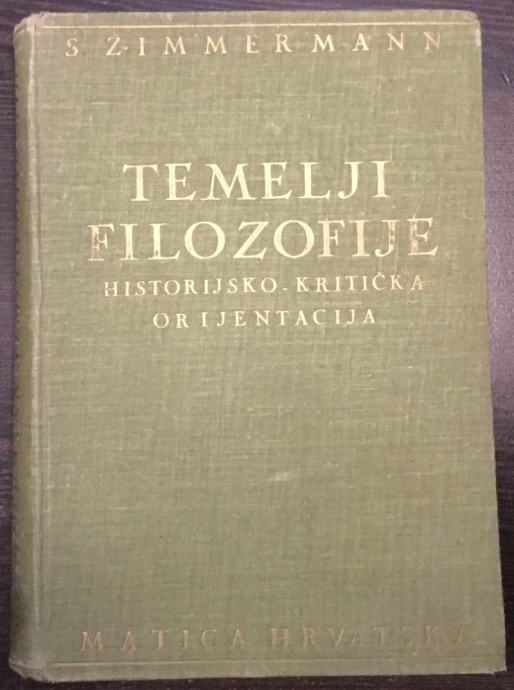 S. ZIMMERMANN
TEMELJI
FILOZOFIJE
HISTORIJSKO-KRITIČKA
ORIJENTACIJA
MATICA HRVATSKA